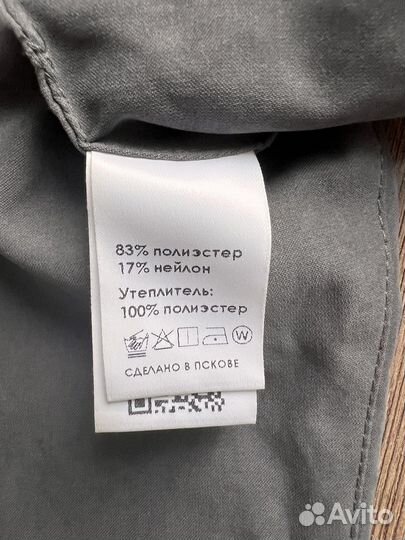 83% полиэстер
17% нейлон
Утеплитель:
100% полиэстер
W
СДЕЛАНО В ПСКОВЕ
Avito